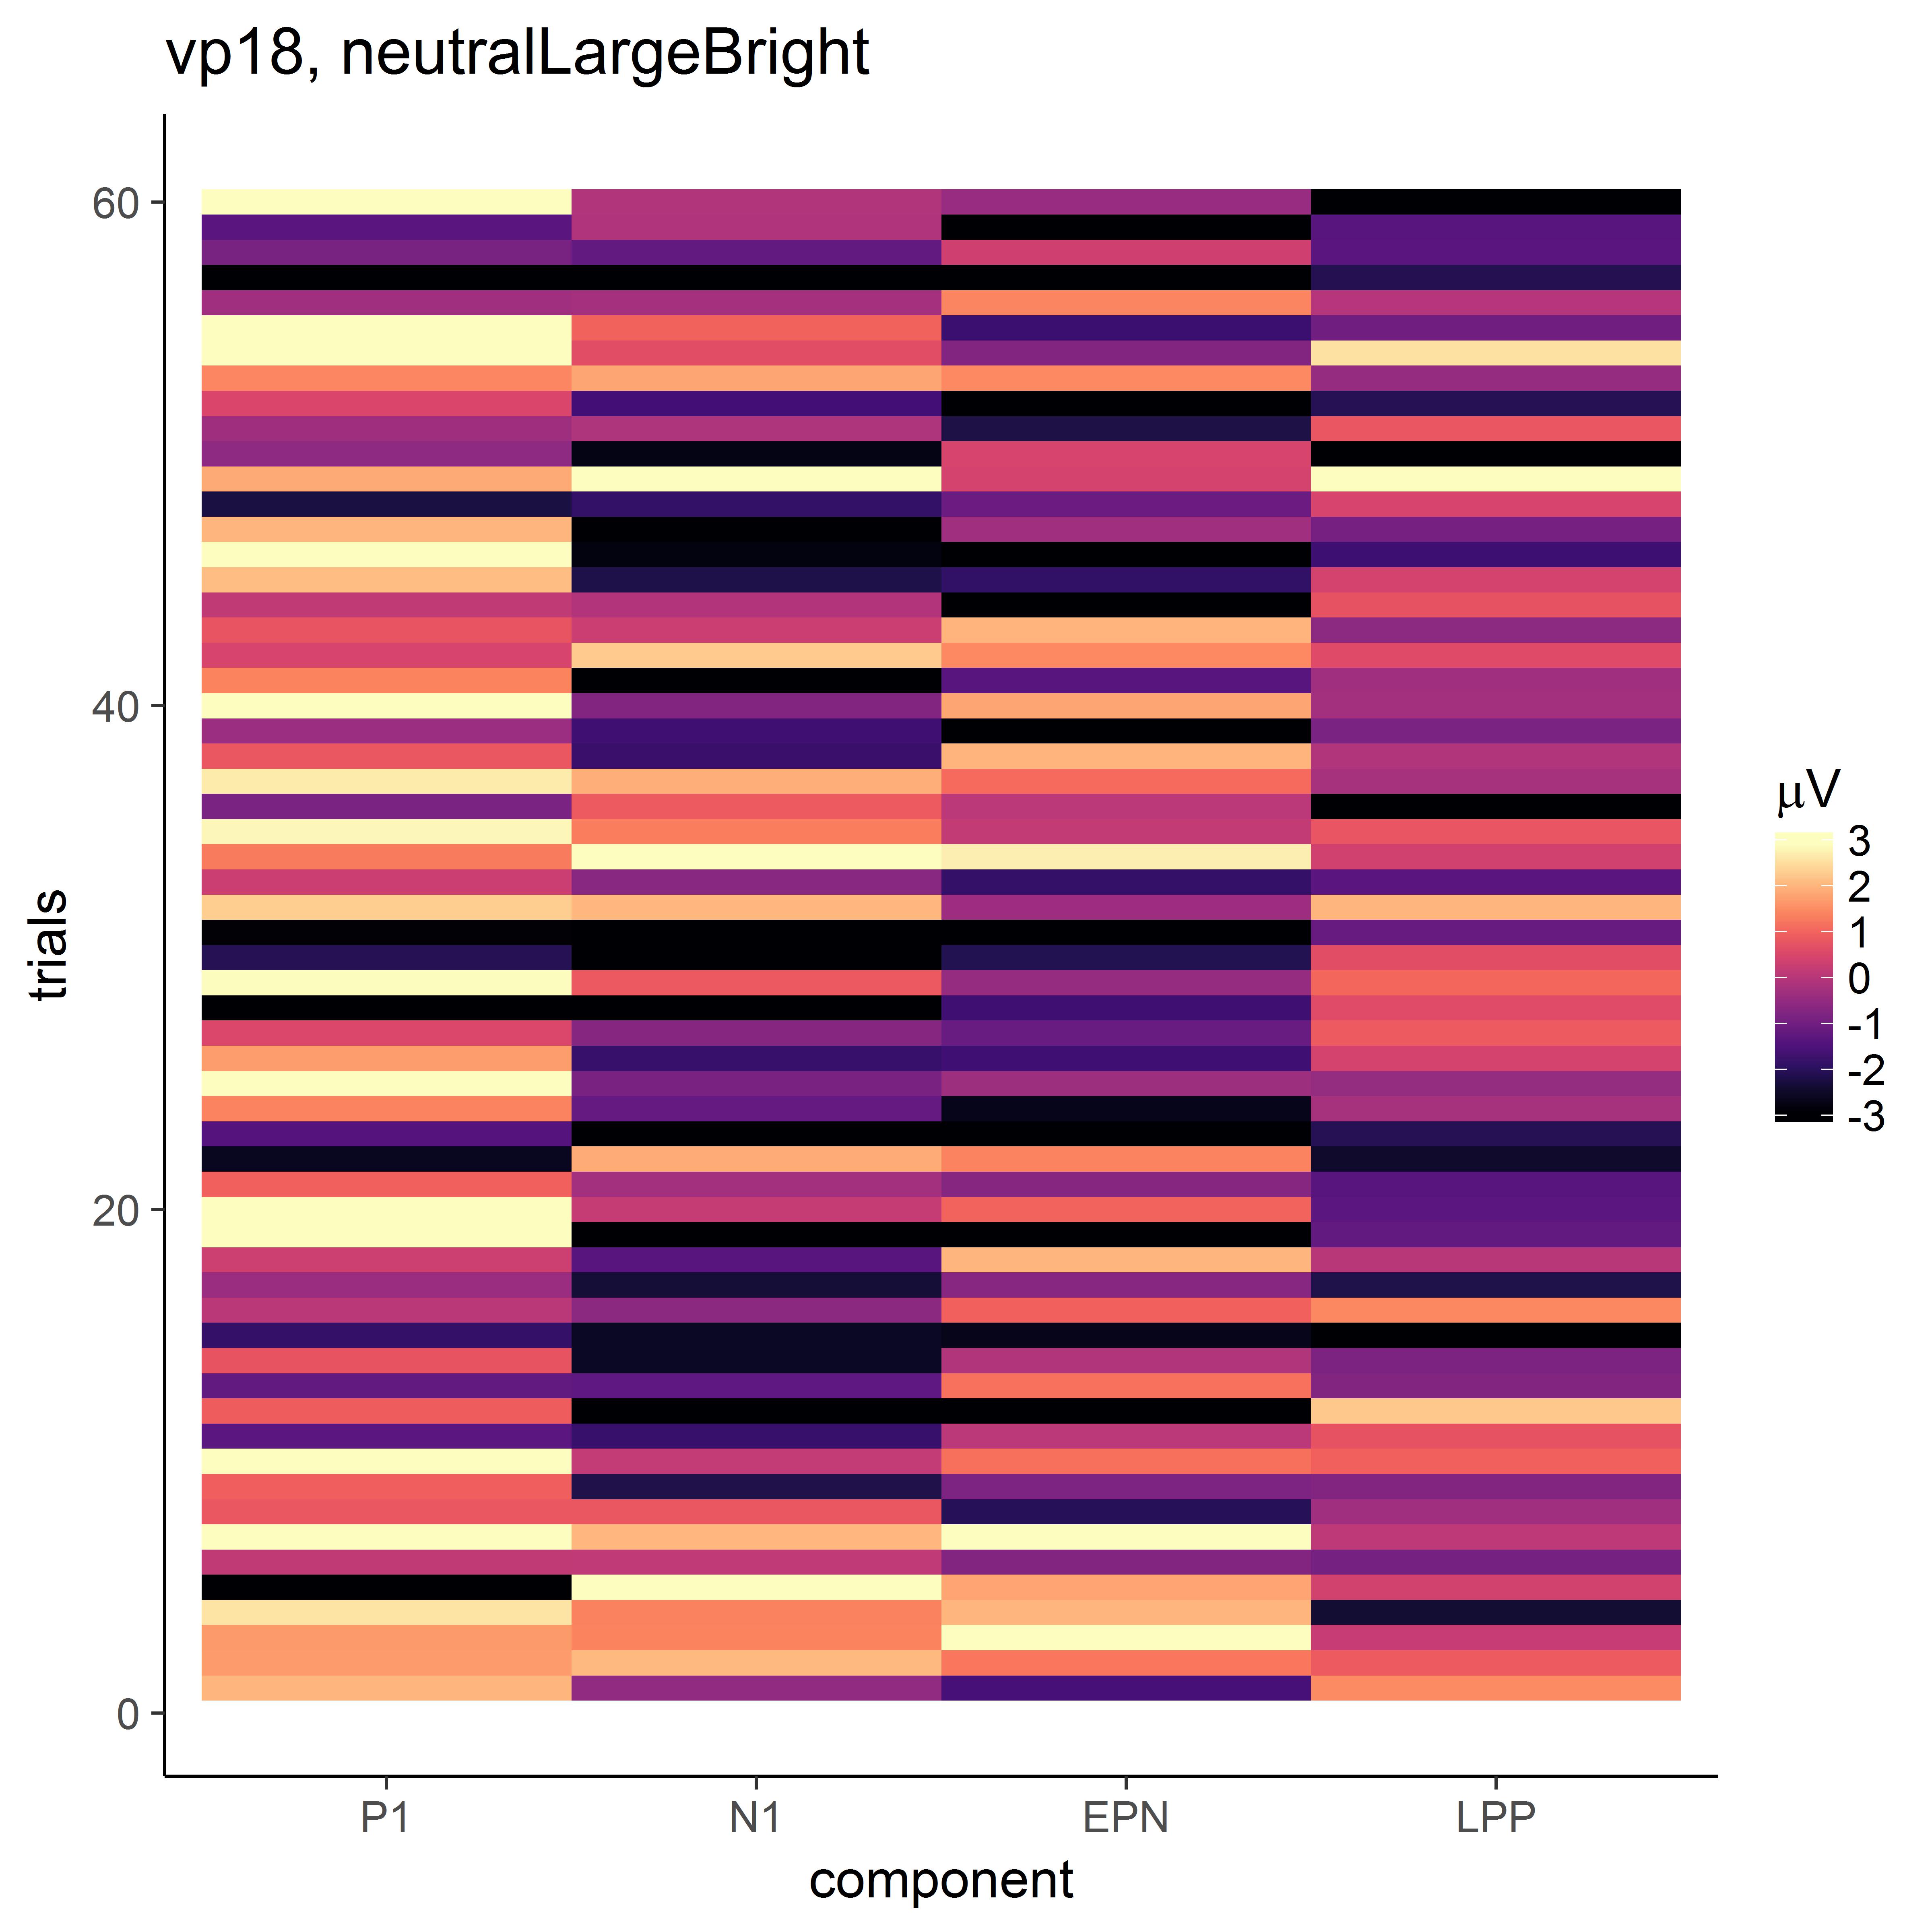 vp18, neutralLargeBright
60
40
20
0
trials
P1 N1 EPN LPP
component
μV
3
2
1
0
-1
-2
-3